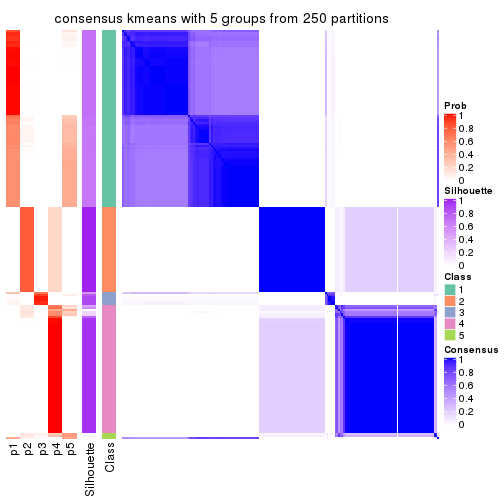 consensus kmeans with 5 groups from 250 partitions
Prob
1
0.8
0.6
0.4
0.2
0
Silhouette
1
0.8
0.6
0.4
0.2
0
Class
1
2
3
4
5
Consensus
1
0.8
0.6
0.4
0.2
0
p1
p2
p3
p4
p5
Silhouette
Class